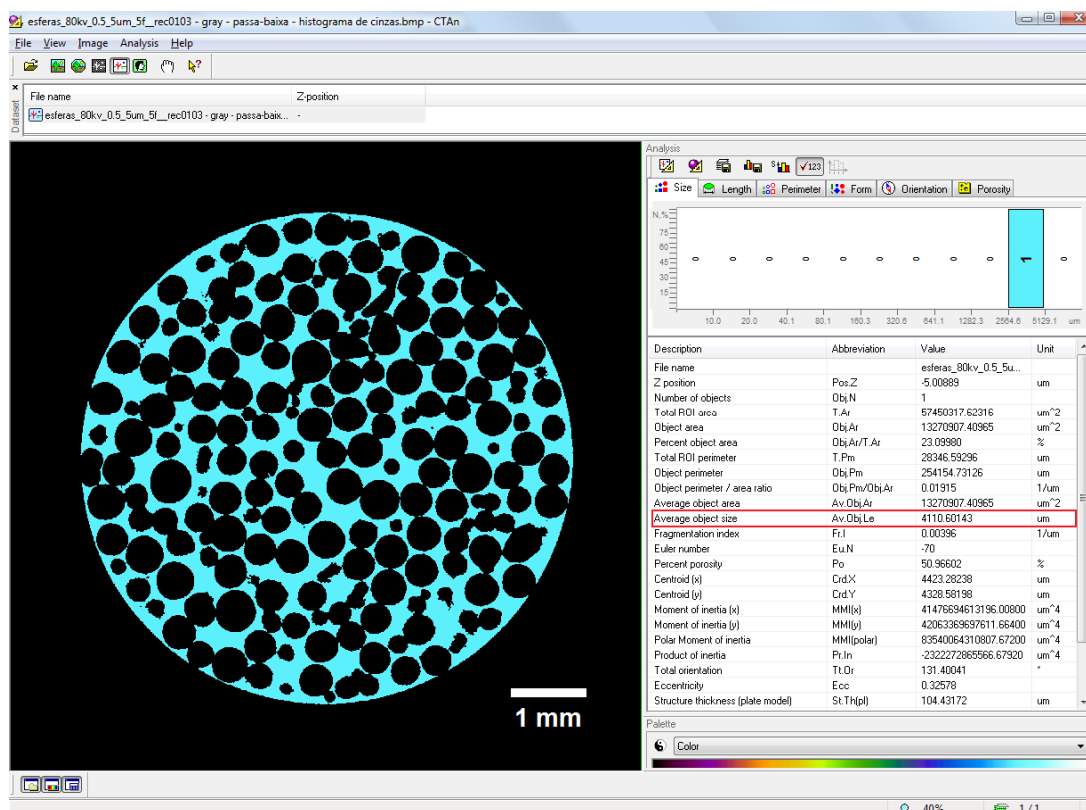 esferas_80kv_0.5_5um_5f__rec0103 - gray - passa-baixa - histograma de cinzas.bmp - CTAn
File View Image Analysis Help
Dataset
File name Z-position
esferas_80kv_0.5_5um_5f__rec0103 - gray - passa-baix... -
1 mm
Analysis
123
Size Length Perimeter Form Orientation Porosity
N,%
75
60
45
30
15
0 0 0 0 0 0 0 0 0 1 0
10.0 20.0 40.1 80.1 160.3 320.6 641.1 1282.3 2564.6 5129.1 um
Description Abbreviation Value Unit
File name esferas_80kv_0.5_5u...
Z position Pos.Z -5.00889 um
Number of objects Obj.N 1
Total ROI area T.Ar 57450317.62316 um^2
Object area Obj.Ar 13270907.40965 um^2
Percent object area Obj.Ar/T.Ar 23.09980 %
Total ROI perimeter T.Pm 28346.59296 um
Object perimeter Obj.Pm 254154.73126 um
Object perimeter / area ratio Obj.Pm/Obj.Ar 0.01915 1/um
Average object area Av.Obj.Ar 13270907.40965 um^2
Average object size Av.Obj.Le 4110.60143 um
Fragmentation index Fr.I 0.00396 1/um
Euler number Eu.N -70
Percent porosity Po 50.96602 %
Centroid (x) Crd.X 4423.28238 um
Centroid (y) Crd.Y 4328.58198 um
Moment of inertia (x) MMI(x) 41476694613196.00800 um^4
Moment of inertia (y) MMI(y) 42063369697611.66400 um^4
Polar Moment of inertia MMI(polar) 83540064310807.67200 um^4
Product of inertia Pr.In -2322272865566.67920 um^4
Total orientation Tt.Or 131.40041 °
Eccentricity Ecc 0.32578
Structure thickness (plate model) St.Th(pl) 104.43172 um
Palette
Color
40% 1 / 1